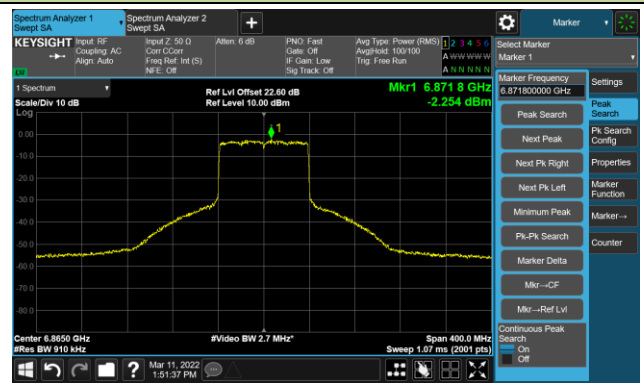 Spectrum Analyzer 1
Swept SA
Spectrum Analyzer 2
Swept SA
+
Marker
KEYSIGHT
Input: RF
Coupling: AC
Align: Auto
Input Z: 50 Ω
Corr CCorr
Freq Ref: Int (S)
NFE: Off
Atten: 6 dB
PNO: Fast
Gate: Off
IF Gain: Low
Sig Track: Off
Avg Type: Power (RMS)
Avg|Hold: 100/100
Trig: Free Run
1 2 3 4 5 6
A W W W W W
A N N N N N
Select Marker
Marker 1
1 Spectrum
Scale/Div 10 dB
Log
Ref Lvl Offset 22.60 dB
Ref Level 10.00 dBm
Mkr1 6.871 8 GHz
-2.254 dBm
1
0.00
-10.0
-20.0
-30.0
-40.0
-50.0
-60.0
-70.0
-80.0
Center 6.8650 GHz
#Res BW 910 kHz
#Video BW 2.7 MHz*
Span 400.0 MHz
Sweep 1.07 ms (2001 pts)
Marker Frequency
6.871800000 GHz
Peak Search
Next Peak
Next Pk Right
Next Pk Left
Minimum Peak
Pk-Pk Search
Marker Delta
Mkr→CF
Mkr→Ref Lvl
Continuous Peak
Search
On
Off
Settings
Peak
Search
Pk Search
Config
Properties
Marker
Function
Marker→
Counter
?
Mar 11, 2022
1:51:37 PM